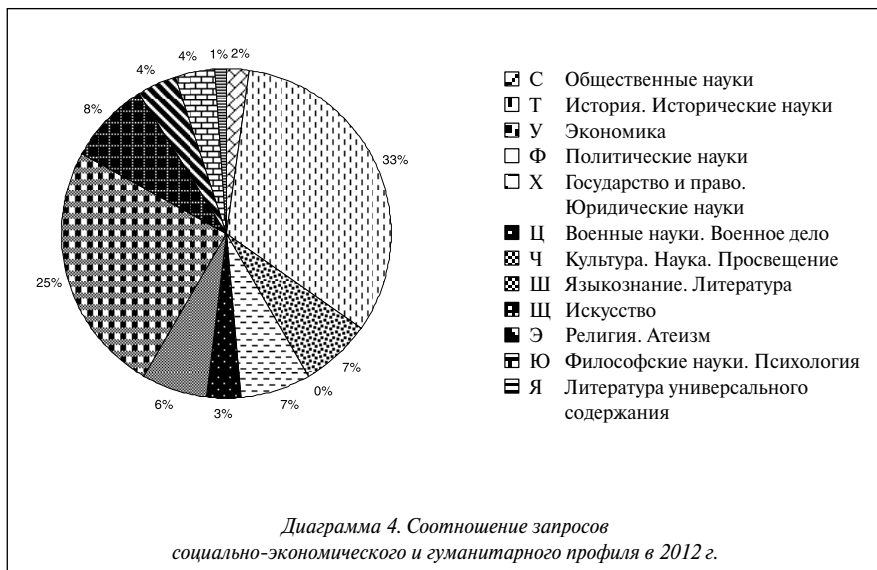 1%
2%
4%
4%
8%
33%
25%
7%
0%
7%
3%
6%
С Общественные науки
Т История. Исторические науки
У Экономика
Ф Политические науки
Х Государство и право.
Юридические науки
Ц Военные науки. Военное дело
Ч Культура. Наука. Просвещение
Ш Языкознание. Литература
Щ Искусство
Э Религия. Атеизм
Ю Философские науки. Психология
Я Литература универсального
содержания
Диаграмма 4. Соотношение запросов
социально-экономического и гуманитарного профиля в 2012 г.